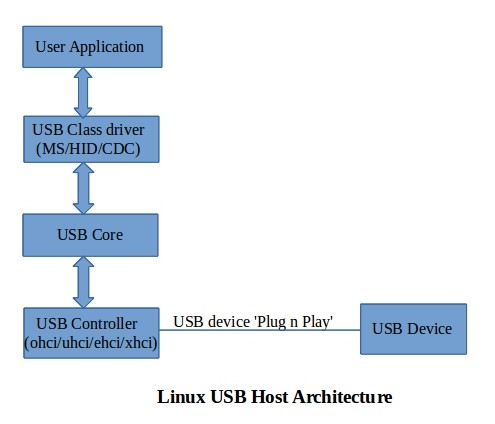 User Application
USB Class driver
(MS/HID/CDC)
USB Core
USB Controller
(ohci/uhci/ehci/xhci)
USB device 'Plug n Play'
USB Device
Linux USB Host Architecture